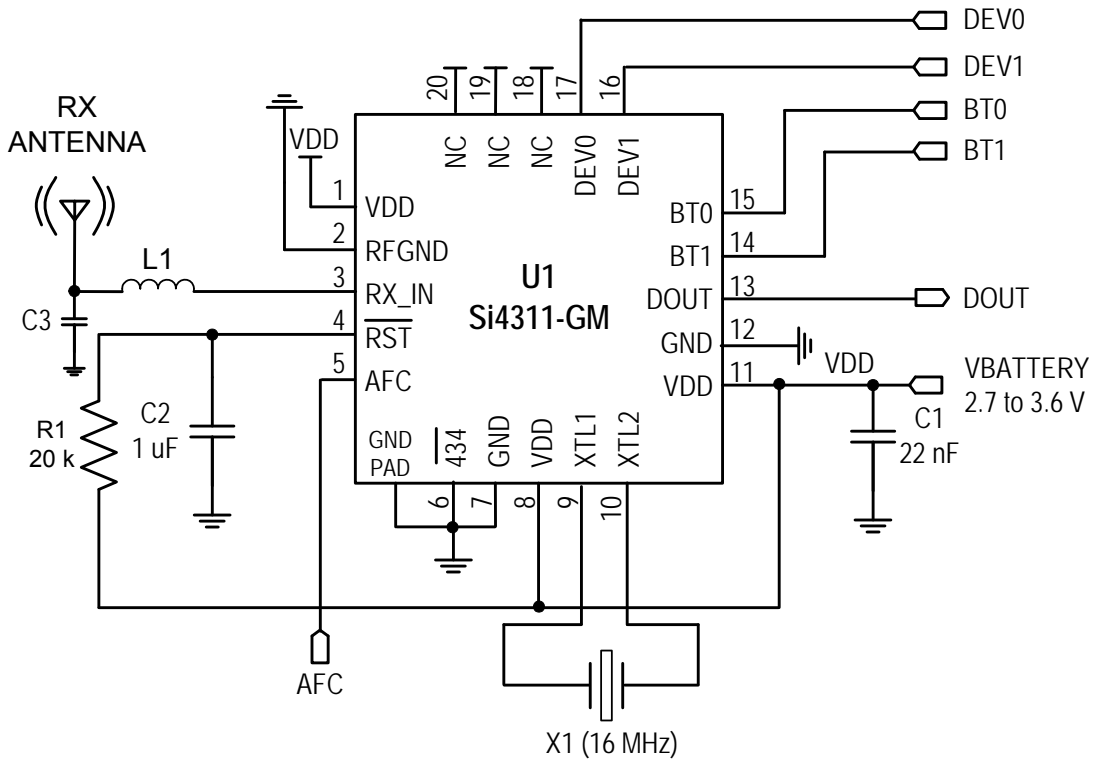 DEV0
DEV1
BT0
BT1
20
19
18
17
16
NC
NC
NC
DEV0
DEV1
RX
ANTENNA
VDD
1
VDD
2
RFGND
L1
3
RX_IN
C3
4
RST
5
AFC
U1
Si4311-GM
BT0
15
BT1
14
DOUT
13
DOUT
GND
12
VDD
11
VDD
VBATTERY
2.7 to 3.6 V
C1
22 nF
R1
20 k
C2
1 uF
GND
PAD
434
GND
VDD
XTL1
XTL2
6
7
8
9
10
AFC
X1 (16 MHz)